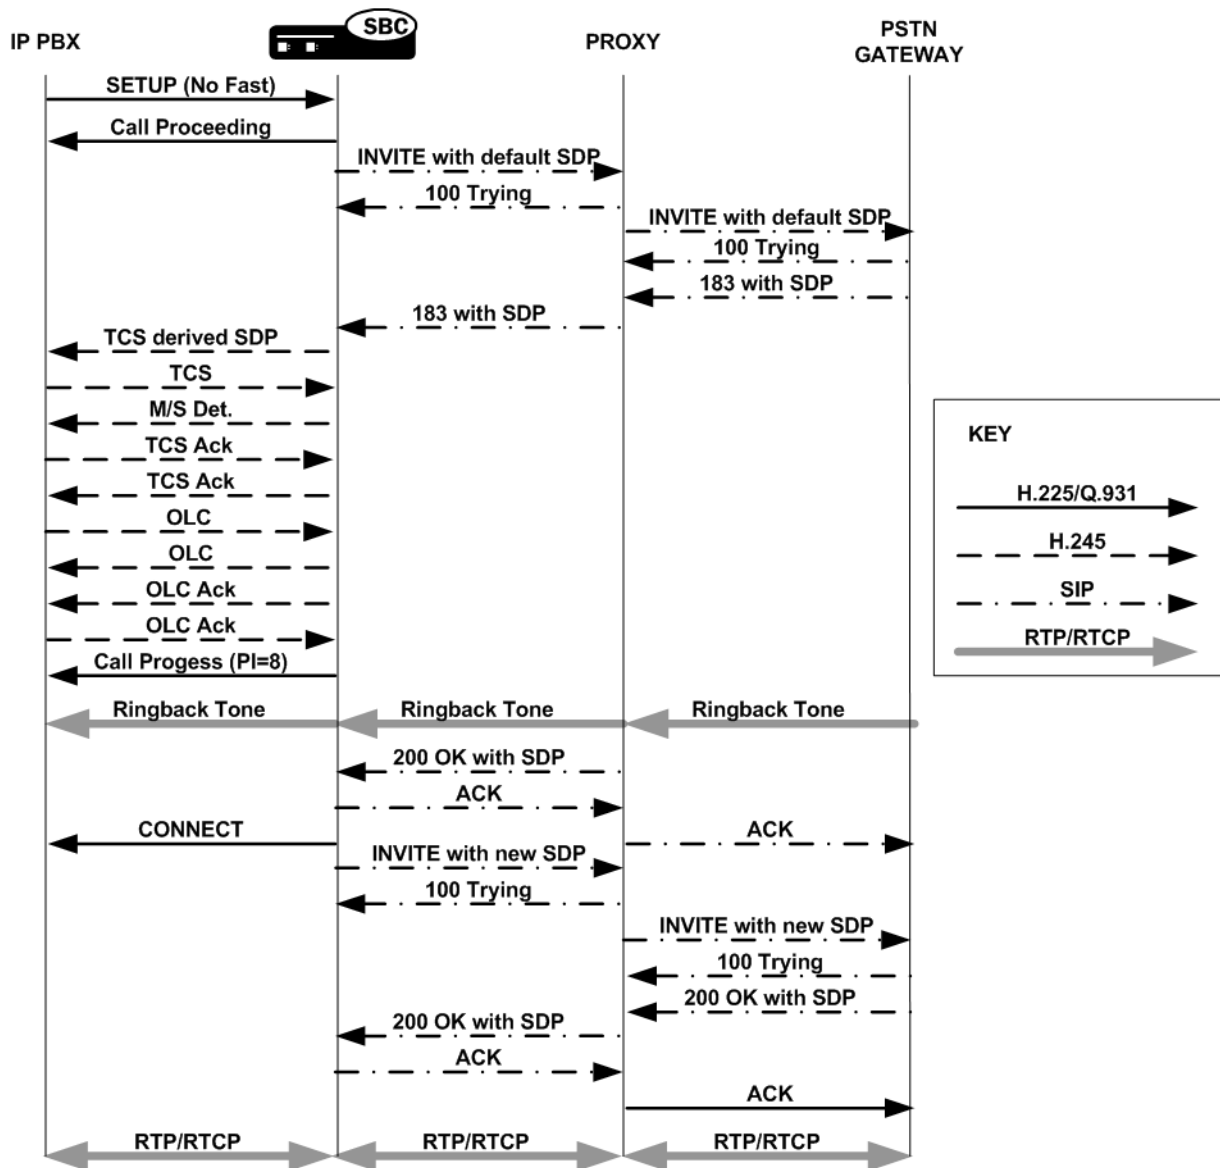 IP PBX
SBC
PROXY
PSTN
GATEWAY
SETUP (No Fast)
Call Proceeding
INVITE with default SDP
100 Trying
INVITE with default SDP
100 Trying
183 with SDP
183 with SDP
TCS derived SDP
TCS
M/S Det.
TCS Ack
TCS Ack
OLC
OLC
OLC Ack
OLC Ack
Call Progess (PI=8)
Ringback Tone
Ringback Tone
Ringback Tone
200 OK with SDP
ACK
CONNECT
ACK
INVITE with new SDP
100 Trying
INVITE with new SDP
100 Trying
200 OK with SDP
200 OK with SDP
ACK
ACK
RTP/RTCP
RTP/RTCP
RTP/RTCP
KEY
H.225/Q.931
H.245
SIP
RTP/RTCP